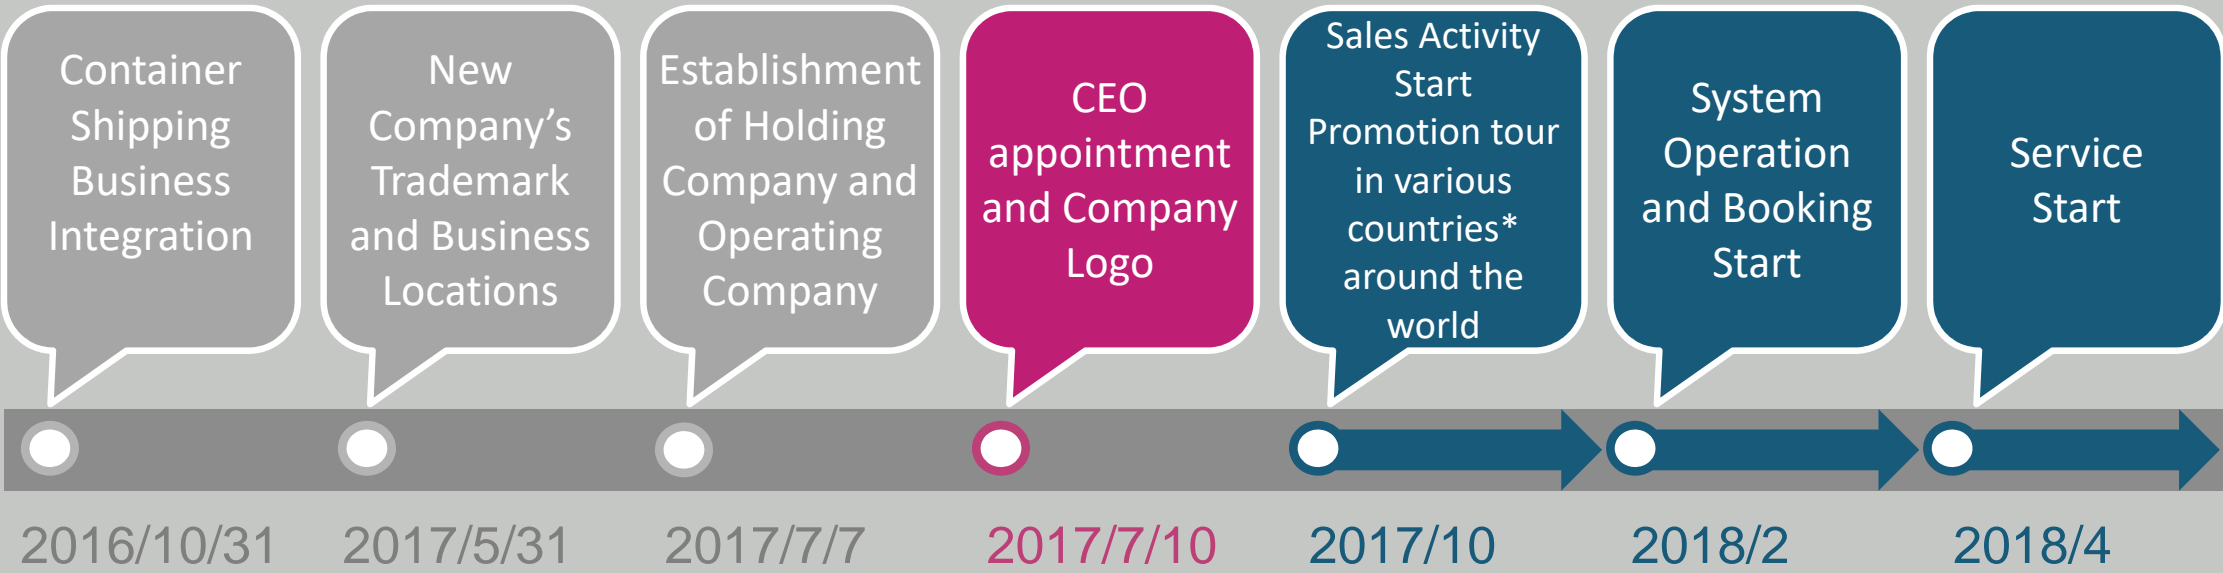 Container
Shipping
Business
Integration
New
Company’s
Trademark
and Business
Locations
Establishment
of Holding
Company and
Operating
Company
CEO
appointment
and Company
Logo
Sales Activity
Start
Promotion tour
in various
countries*
around the
world
System
Operation
and Booking
Start
Service
Start
2016/10/31
2017/5/31
2017/7/7
2017/7/10
2017/10
2018/2
2018/4